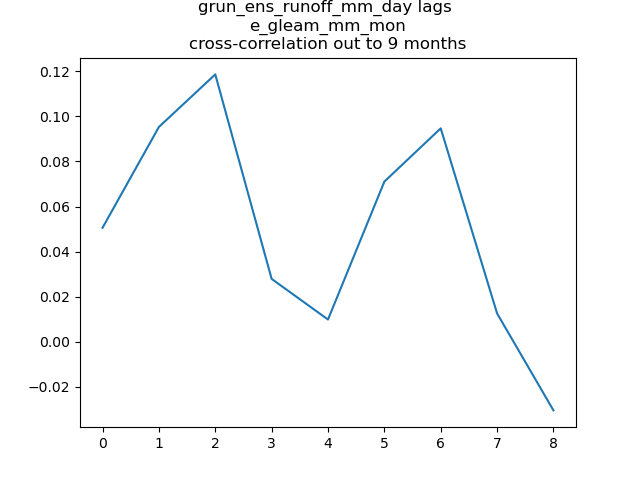 grun_ens_runoff_mm_day lags
e_gleam_mm_mon
cross-correlation out to 9 months
0.12
0.10
0.08
0.06
0.04
0.02
0.00
−0.02
0 1 2 3 4 5 6 7 8